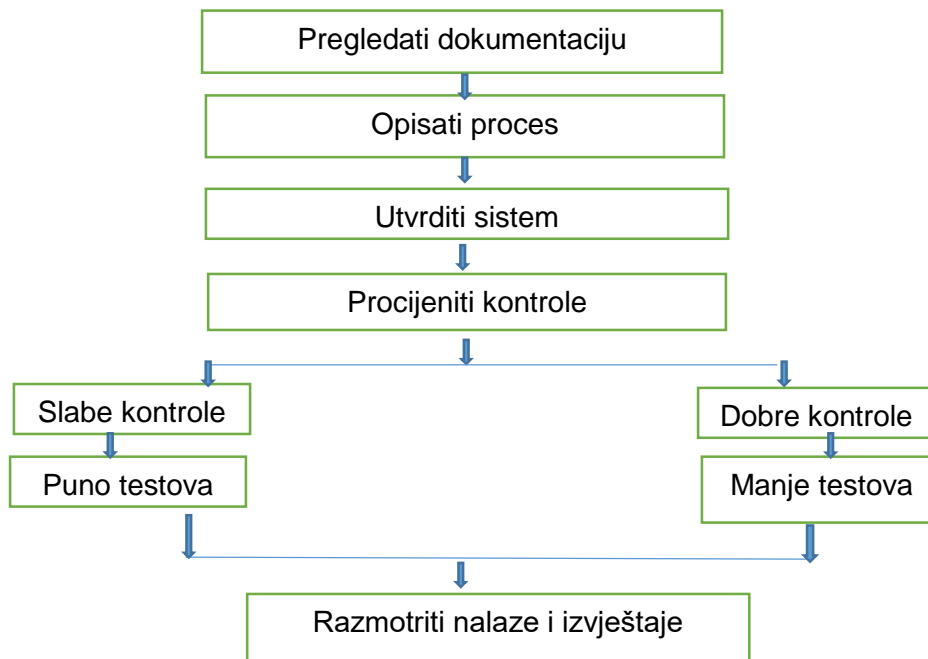 Pregledati dokumentaciju
Opisati proces
Utvrditi sistem
Procijeniti kontrole
Slabe kontrole
Dobre kontrole
Puno testova
Manje testova
Razmotriti nalaze i izvještaje